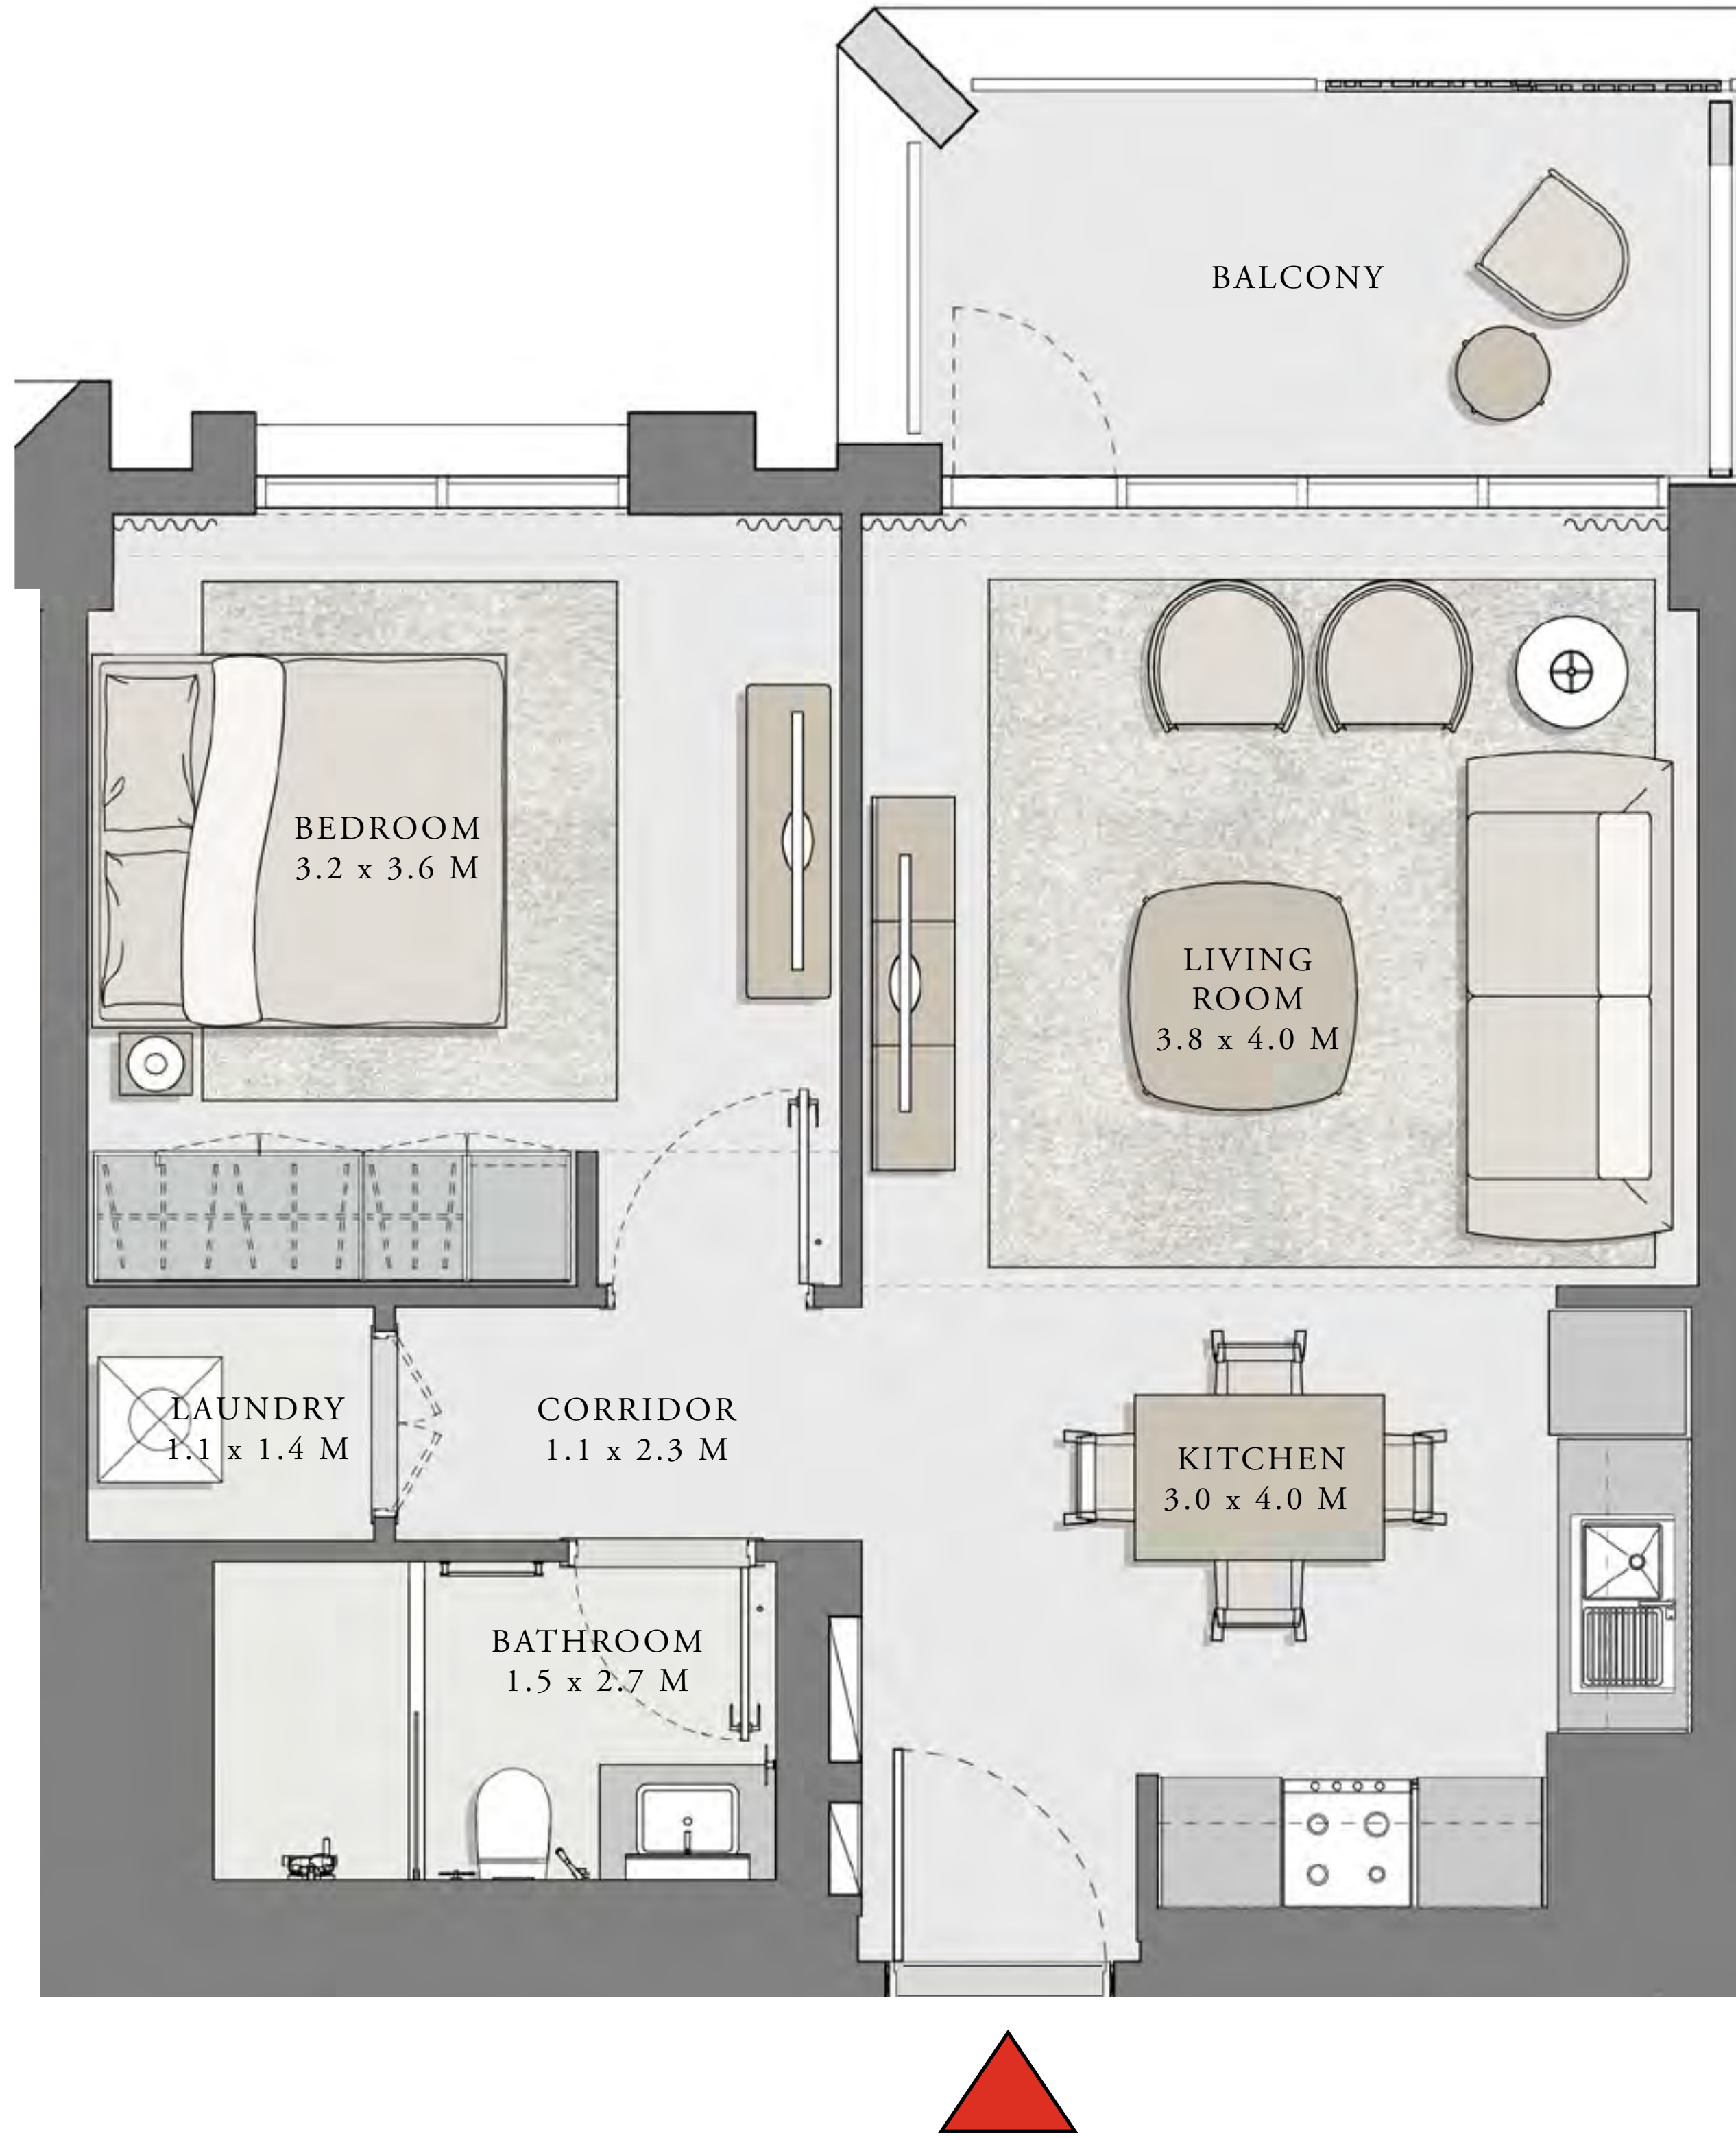 BALCONY
BEDROOM
3.2 x 3.6 M
LIVING
ROOM
3.8 x 4.0 M
LAUNDRY
1.1 x 1.4 M
CORRIDOR
1.1 x 2.3 M
KITCHEN
3.0 x 4.0 M
BATHROOM
1.5 x 2.7 M